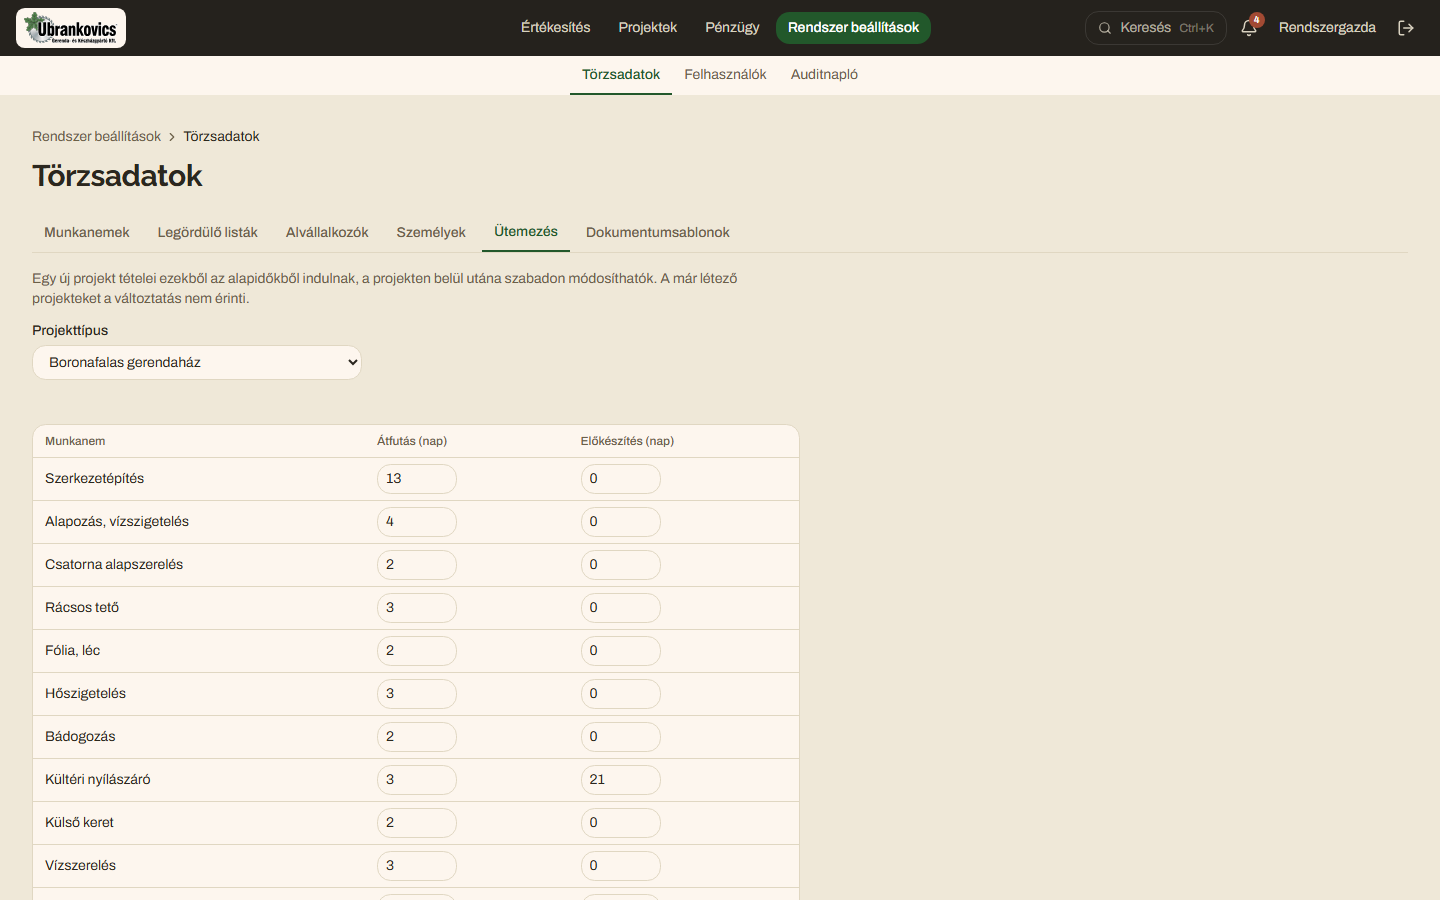 Ubrankovics
Gerenda- és Készházgyártó Kft.
Értékesítés
Projektek
Pénzügy
Rendszer beállítások
Keresés Ctrl+K
4
Rendszergazda
Törzsadatok
Felhasználók
Auditnapló
Rendszer beállítások > Törzsadatok
Törzsadatok
Munkanemek
Legördülő listák
Alvállalkozók
Személyek
Ütemezés
Dokumentumsablonok
Egy új projekt tételei ezekből az alapidőkből indulnak, a projekten belül utána szabadon módosíthatók. A már létező
projekteket a változtatás nem érinti.
Projekttípus
Boronafalas gerendaház
Munkanem Átfutás (nap) Előkészítés (nap)
Szerkezetépítés 13 0
Alapozás, vízszigetelés 4 0
Csatorna alapszerelés 2 0
Rácsos tető 3 0
Fólia, léc 2 0
Hőszigetelés 3 0
Bádogozás 2 0
Kültéri nyílászáró 3 21
Külső keret 2 0
Vízszerelés 3 0